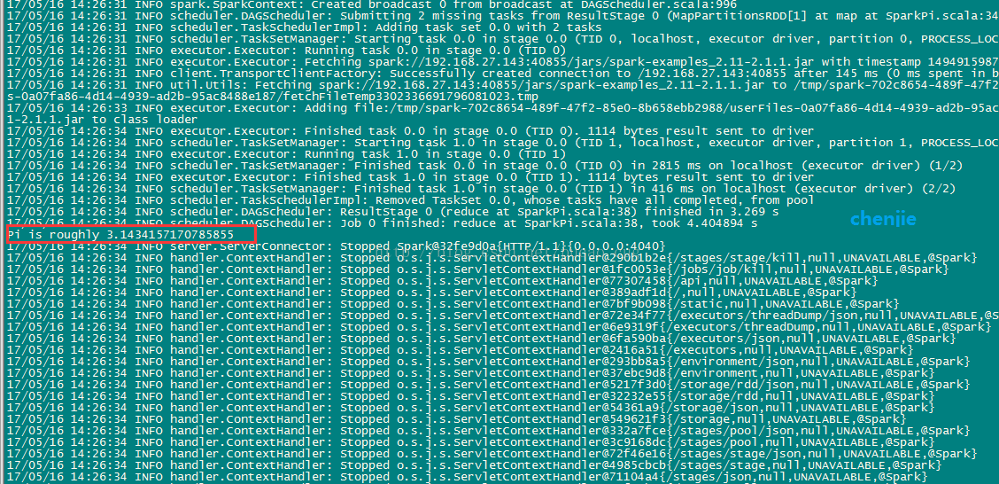 17/05/16 14:26:31 INFO spark.SparkContext: Created broadcast 0 from broadcast at DAGScheduler.scala:996
17/05/16 14:26:31 INFO scheduler.DAGScheduler: Submitting 2 missing tasks from ResultStage 0 (MapPartitionsRDD[1] at map at SparkPi.scala:34
17/05/16 14:26:31 INFO scheduler.TaskSchedulerImpl: Adding task set 0.0 with 2 tasks
17/05/16 14:26:31 INFO scheduler.TaskSetManager: Starting task 0.0 in stage 0.0 (TID 0, localhost, executor driver, partition 0, PROCESS_LOC
17/05/16 14:26:31 INFO executor.Executor: Running task 0.0 in stage 0.0 (TID 0)
17/05/16 14:26:31 INFO executor.Executor: Fetching spark://192.168.27.143:40855/jars/spark-examples_2.11-2.1.1.jar with timestamp 1494915987
17/05/16 14:26:31 INFO client.TransportClientFactory: Successfully created connection to /192.168.27.143:40855 after 145 ms (0 ms spent in b
17/05/16 14:26:31 INFO util.Utils: Fetching spark://192.168.27.143:40855/jars/spark-examples_2.11-2.1.1.jar to /tmp/spark-702c8654-489f-47f2
s-0a07fa86-4d14-4939-ad2b-95ac8488e187/fetchFileTemp3302336691796081023.tmp
17/05/16 14:26:33 INFO executor.Executor: Adding file:/tmp/spark-702c8654-489f-47f2-85e0-8b658ebb2988/userFiles-0a07fa86-4d14-4939-ad2b-95ac
1-2.1.1.jar to class loader
17/05/16 14:26:34 INFO executor.Executor: Finished task 0.0 in stage 0.0 (TID 0). 1114 bytes result sent to driver
17/05/16 14:26:34 INFO scheduler.TaskSetManager: Starting task 1.0 in stage 0.0 (TID 1, localhost, executor driver, partition 1, PROCESS_LOC
17/05/16 14:26:34 INFO executor.Executor: Running task 1.0 in stage 0.0 (TID 1)
17/05/16 14:26:34 INFO scheduler.TaskSetManager: Finished task 0.0 in stage 0.0 (TID 0) in 2815 ms on localhost (executor driver) (1/2)
17/05/16 14:26:34 INFO executor.Executor: Finished task 1.0 in stage 0.0 (TID 1). 1114 bytes result sent to driver
17/05/16 14:26:34 INFO scheduler.TaskSetManager: Finished task 1.0 in stage 0.0 (TID 1) in 416 ms on localhost (executor driver) (2/2)
17/05/16 14:26:34 INFO scheduler.TaskSchedulerImpl: Removed TaskSet 0.0, whose tasks have all completed, from pool
17/05/16 14:26:34 INFO scheduler.DAGScheduler: ResultStage 0 (reduce at SparkPi.scala:38) finished in 3.269 s
17/05/16 14:26:34 INFO scheduler.DAGScheduler: Job 0 finished: reduce at SparkPi.scala:38, took 4.404894 s
chenjie
Pi is roughly 3.1434157170785855
17/05/16 14:26:34 INFO server.ServerConnector: Stopped Spark@32fe9d0a{HTTP/1.1}{0.0.0.0:4040}
17/05/16 14:26:34 INFO handler.ContextHandler: Stopped o.s.j.s.ServletContextHandler@290b1b2e{/stages/stage/kill,null,UNAVAILABLE,@Spark}
17/05/16 14:26:34 INFO handler.ContextHandler: Stopped o.s.j.s.ServletContextHandler@1fc0053e{/jobs/job/kill,null,UNAVAILABLE,@Spark}
17/05/16 14:26:34 INFO handler.ContextHandler: Stopped o.s.j.s.ServletContextHandler@77307458{/api,null,UNAVAILABLE,@Spark}
17/05/16 14:26:34 INFO handler.ContextHandler: Stopped o.s.j.s.ServletContextHandler@389adf1d{/,null,UNAVAILABLE,@Spark}
17/05/16 14:26:34 INFO handler.ContextHandler: Stopped o.s.j.s.ServletContextHandler@7bf9b098{/static,null,UNAVAILABLE,@Spark}
17/05/16 14:26:34 INFO handler.ContextHandler: Stopped o.s.j.s.ServletContextHandler@72e34f77{/executors/threadDump/json,null,UNAVAILABLE,@S
17/05/16 14:26:34 INFO handler.ContextHandler: Stopped o.s.j.s.ServletContextHandler@6e9319f{/executors/threadDump,null,UNAVAILABLE,@Spark}
17/05/16 14:26:34 INFO handler.ContextHandler: Stopped o.s.j.s.ServletContextHandler@6fa590ba{/executors/json,null,UNAVAILABLE,@Spark}
17/05/16 14:26:34 INFO handler.ContextHandler: Stopped o.s.j.s.ServletContextHandler@2416a51{/executors,null,UNAVAILABLE,@Spark}
17/05/16 14:26:34 INFO handler.ContextHandler: Stopped o.s.j.s.ServletContextHandler@293bb8a5{/environment/json,null,UNAVAILABLE,@Spark}
17/05/16 14:26:34 INFO handler.ContextHandler: Stopped o.s.j.s.ServletContextHandler@37ebc9d8{/environment,null,UNAVAILABLE,@Spark}
17/05/16 14:26:34 INFO handler.ContextHandler: Stopped o.s.j.s.ServletContextHandler@5217f3d0{/storage/rdd/json,null,UNAVAILABLE,@Spark}
17/05/16 14:26:34 INFO handler.ContextHandler: Stopped o.s.j.s.ServletContextHandler@32232e55{/storage/rdd,null,UNAVAILABLE,@Spark}
17/05/16 14:26:34 INFO handler.ContextHandler: Stopped o.s.j.s.ServletContextHandler@54361a9{/storage/json,null,UNAVAILABLE,@Spark}
17/05/16 14:26:34 INFO handler.ContextHandler: Stopped o.s.j.s.ServletContextHandler@549621f3{/storage,null,UNAVAILABLE,@Spark}
17/05/16 14:26:34 INFO handler.ContextHandler: Stopped o.s.j.s.ServletContextHandler@332a7fce{/stages/pool/json,null,UNAVAILABLE,@Spark}
17/05/16 14:26:34 INFO handler.ContextHandler: Stopped o.s.j.s.ServletContextHandler@3c9168dc{/stages/pool,null,UNAVAILABLE,@Spark}
17/05/16 14:26:34 INFO handler.ContextHandler: Stopped o.s.j.s.ServletContextHandler@72f46e16{/stages/stage/json,null,UNAVAILABLE,@Spark}
17/05/16 14:26:34 INFO handler.ContextHandler: Stopped o.s.j.s.ServletContextHandler@4985cbcb{/stages/stage,null,UNAVAILABLE,@Spark}
17/05/16 14:26:34 INFO handler.ContextHandler: Stopped o.s.j.s.ServletContextHandler@71104a4{/stages/json,null,UNAVAILABLE,@Spark}